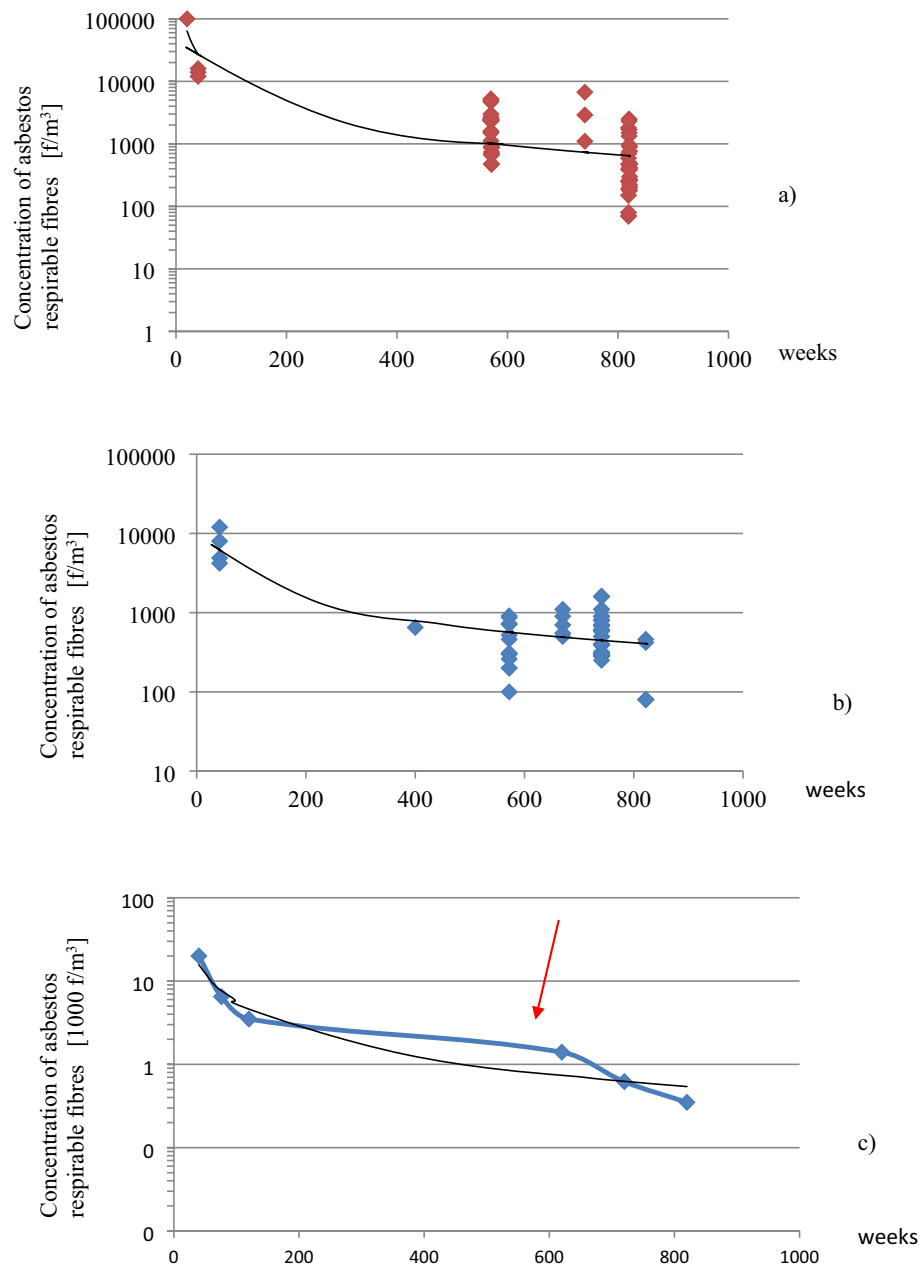 Concentration of asbestos
respirable fibres [f/m³]
100000
10000
1000
100
10
1
0 200 400 600 800 1000
weeks
a)
Concentration of asbestos
respirable fibres [f/m³]
100000
10000
1000
100
10
0 200 400 600 800 1000
weeks
b)
Concentration of asbestos
respirable fibres [1000 f/m³]
100
10
1
0
0
0 200 400 600 800 1000
weeks
c)